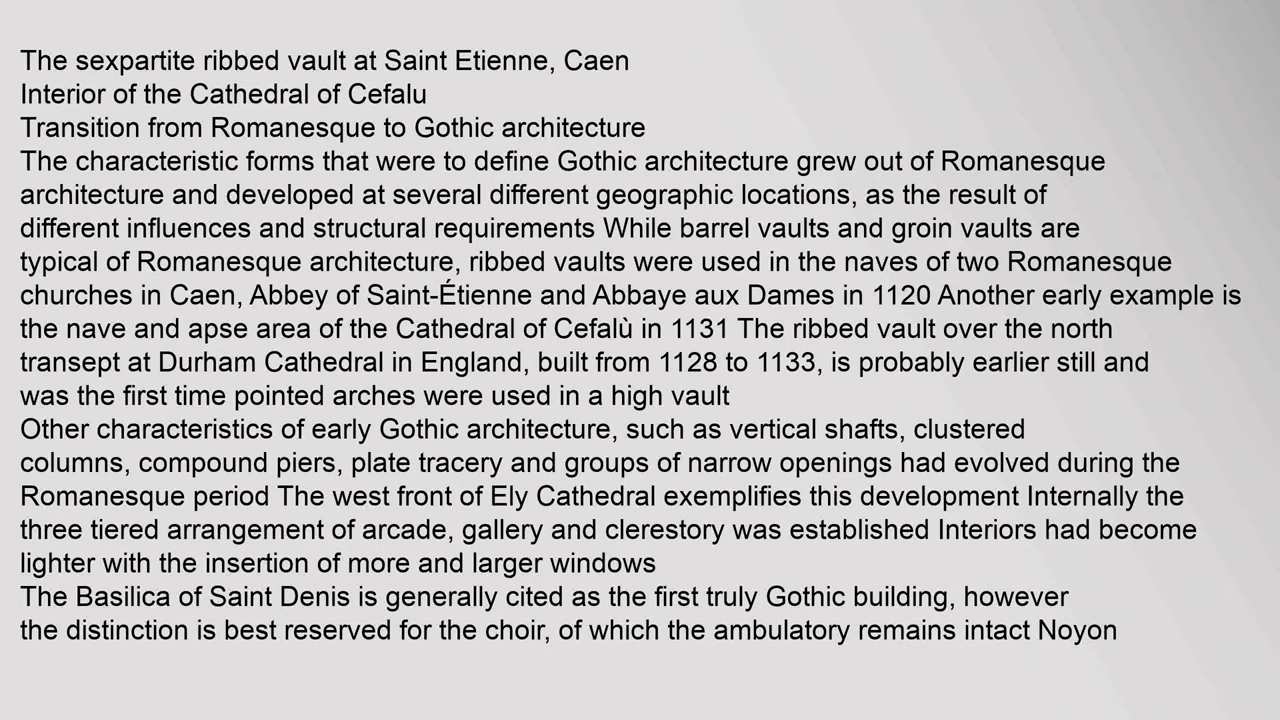 The sexpartite ribbed vault at Saint Etienne, Caen
Interior of the Cathedral of Cefalu
Transition from Romanesque to Gothic architecture
The characteristic forms that were to define Gothic architecture grew out of Romanesque
architecture and developed at several different geographic locations, as the result of
different influences and structural requirements While barrel vaults and groin vaults are
typical of Romanesque architecture, ribbed vaults were used in the naves of two Romanesque
churches in Caen, Abbey of Saint-Étienne and Abbaye aux Dames in 1120 Another early example is
the nave and apse area of the Cathedral of Cefalù in 1131 The ribbed vault over the north
transept at Durham Cathedral in England, built from 1128 to 1133, is probably earlier still and
was the first time pointed arches were used in a high vault
Other characteristics of early Gothic architecture, such as vertical shafts, clustered
columns, compound piers, plate tracery and groups of narrow openings had evolved during the
Romanesque period The west front of Ely Cathedral exemplifies this development Internally the
three tiered arrangement of arcade, gallery and clerestory was established Interiors had become
lighter with the insertion of more and larger windows
The Basilica of Saint Denis is generally cited as the first truly Gothic building, however
the distinction is best reserved for the choir, of which the ambulatory remains intact Noyon